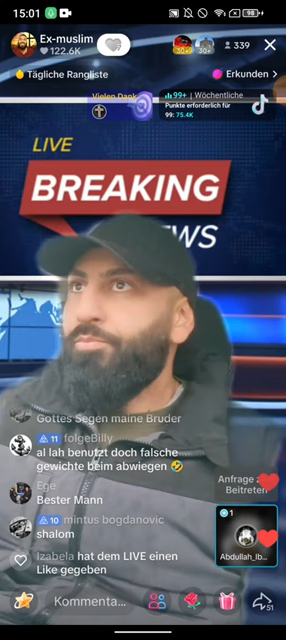 15:01
98
Ex-muslim
122.6K
30+
339
Tägliche Rangliste
Erkunden
Vielen Dank
99+ | Wöchentliche
Punkte erforderlich für
99: 75.4K
LIVE
BREAKING
NEWS
Gottes Segen maine Bruder
11 folgeBilly
al lah benutzt doch falsche
gewichte beim abwiegen 🤣
Ege
Bester Mann
Anfrage z
Beitreten
10 mintus bogdanovic
shalom
1
Izabela hat dem LIVE einen
Like gegeben
Abdullah_Ib...
Kommenta...
51